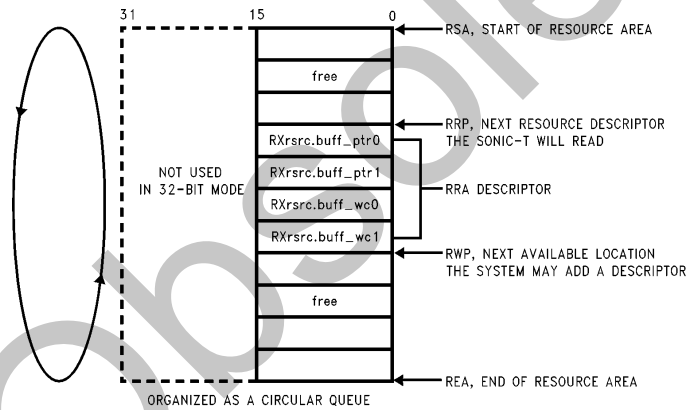 31 15 0
RSA, START OF RESOURCE AREA
free
RRP, NEXT RESOURCE DESCRIPTOR
THE SONIC-T WILL READ
RXrsrc.buff_ptr0
NOT USED
IN 32-BIT MODE
RXrsrc.buff_ptr1
RRA DESCRIPTOR
RXrsrc.buff_wc0
RXrsrc.buff_wc1
RWP, NEXT AVAILABLE LOCATION
THE SYSTEM MAY ADD A DESCRIPTOR
free
REA, END OF RESOURCE AREA
ORGANIZED AS A CIRCULAR QUEUE
Obsole